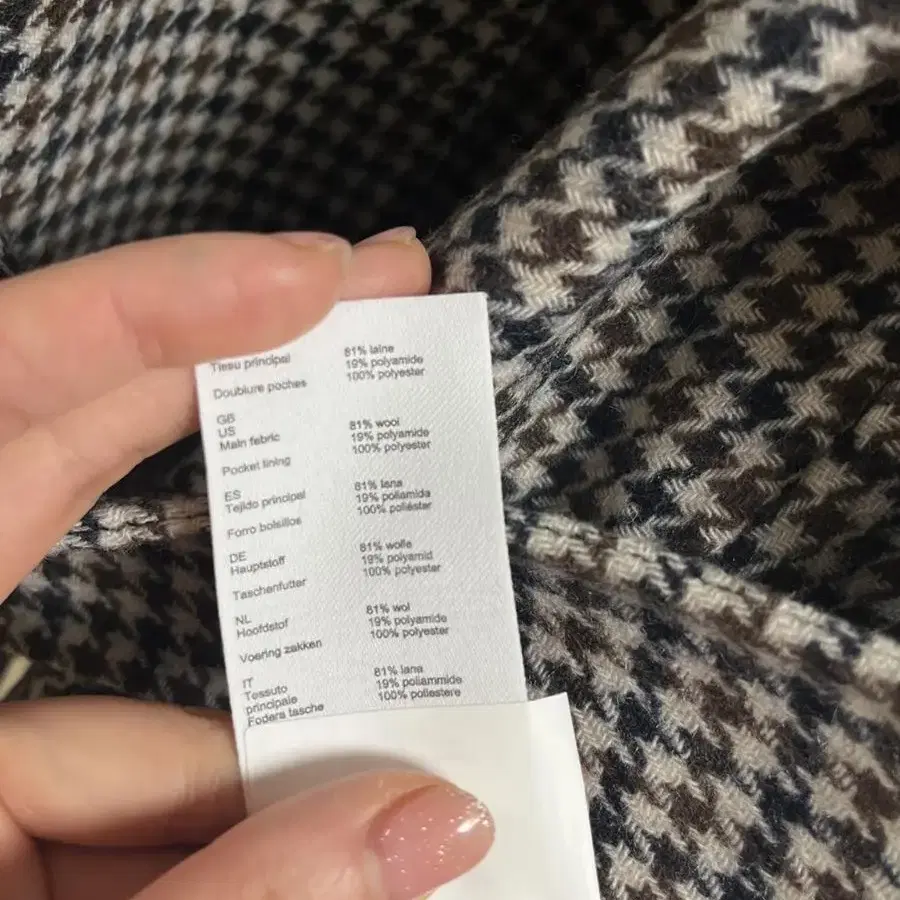 Tissu principal 81% laine
19% polyamide
Doublure poches 100% polyester
GB
US
Main fabric 81% wool
19% polyamide
Pocket lining 100% polyester
ES
Tejido principal 81% lana
19% poliamida
Forro bolsillos 100% poliéster
DE
Hauptstoff 81% wolle
19% polyamid
Taschenfutter 100% polyester
NL
Hoofdstof 81% wol
19% polyamide
Voering zakken 100% polyester
IT
Tessuto 81% lana
principale 19% poliammide
Fodera tasche 100% poliestere